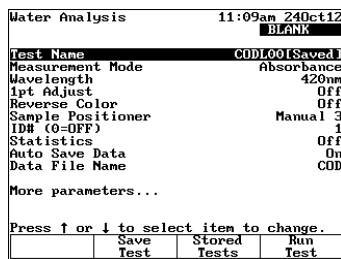 Water Analysis 11:09am 24Oct12
BLANK
Test Name CODL00[Saved]
Measurement Mode Absorbance
Wavelength 420nm
1pt Adjust Off
Reverse Color Off
Sample Positioner Manual 3
ID# (0=OFF) 1
Statistics Off
Auto Save Data On
Data File Name COD
More parameters...
Press ↑ or ↓ to select item to change.
Save Test Stored Tests Run Test